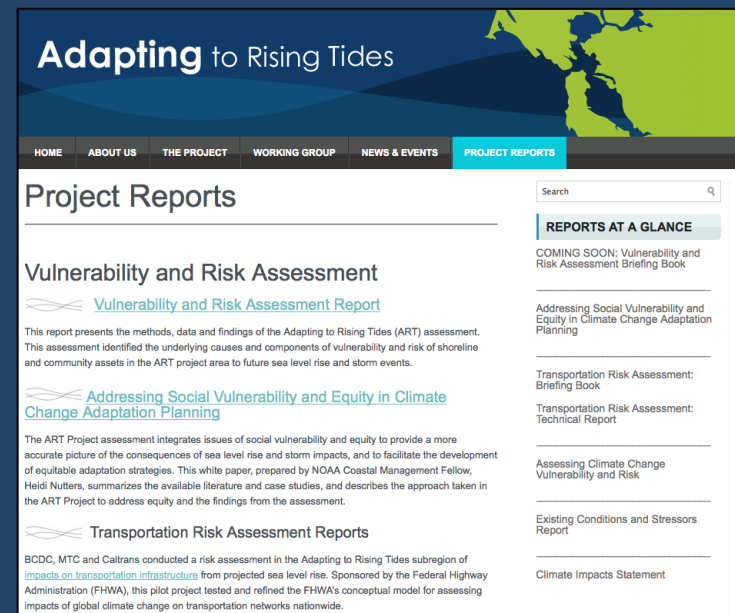 Adapting to Rising Tides
HOME ABOUT US THE PROJECT WORKING GROUP NEWS & EVENTS PROJECT REPORTS
Project Reports
Vulnerability and Risk Assessment
Vulnerability and Risk Assessment Report
This report presents the methods, data and findings of the Adapting to Rising Tides (ART) assessment.
This assessment identified the underlying causes and components of vulnerability and risk of shoreline
and community assets in the ART project area to future sea level rise and storm events.
Addressing Social Vulnerability and Equity in Climate
Change Adaptation Planning
The ART Project assessment integrates issues of social vulnerability and equity to provide a more
accurate picture of the consequences of sea level rise and storm impacts, and to facilitate the development
of equitable adaptation strategies. This white paper, prepared by NOAA Coastal Management Fellow,
Heidi Nutters, summarizes the available literature and case studies, and describes the approach taken in
the ART Project to address equity and the findings from the assessment.
Transportation Risk Assessment Reports
BCDC, MTC and Caltrans conducted a risk assessment in the Adapting to Rising Tides subregion of
impacts on transportation infrastructure from projected sea level rise. Sponsored by the Federal Highway
Administration (FHWA), this pilot project tested and refined the FHWA's conceptual model for assessing
impacts of global climate change on transportation networks nationwide.
Search
REPORTS AT A GLANCE
COMING SOON: Vulnerability and
Risk Assessment Briefing Book
Addressing Social Vulnerability and
Equity in Climate Change Adaptation
Planning
Transportation Risk Assessment:
Briefing Book
Transportation Risk Assessment:
Technical Report
Assessing Climate Change
Vulnerability and Risk
Existing Conditions and Stressors
Report
Climate Impacts Statement